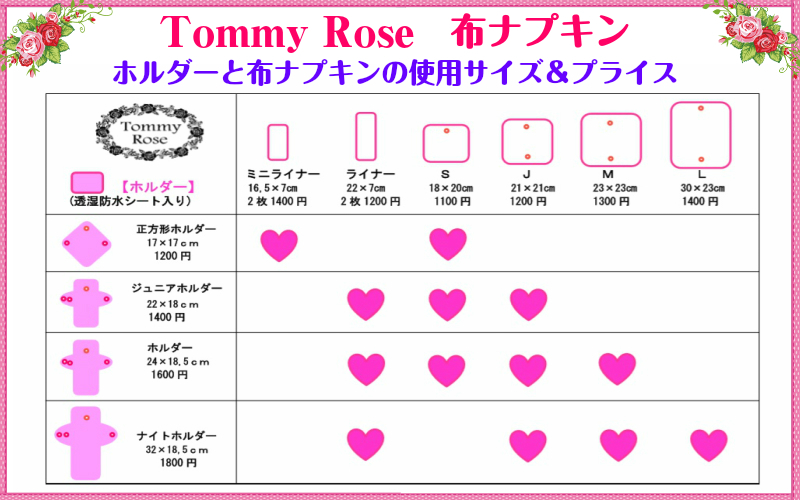 Tommy Rose 布ナプキン
ホルダーと布ナプキンの使用サイズ&プライス
Tommy
Rose
【ホルダー】
(透湿防水シート入り)
ミニライナー
16,5×7cm
2枚 1400円
ライナー
22×7cm
2枚 1200円
S
18×20cm
1100円
J
21×21cm
1200円
M
23×23cm
1300円
L
30×23cm
1400円
正方形ホルダー
17×17cm
1200円
ジュニアホルダー
22×18cm
1400円
ホルダー
24×18,5cm
1600円
ナイトホルダー
32×18,5cm
1800円